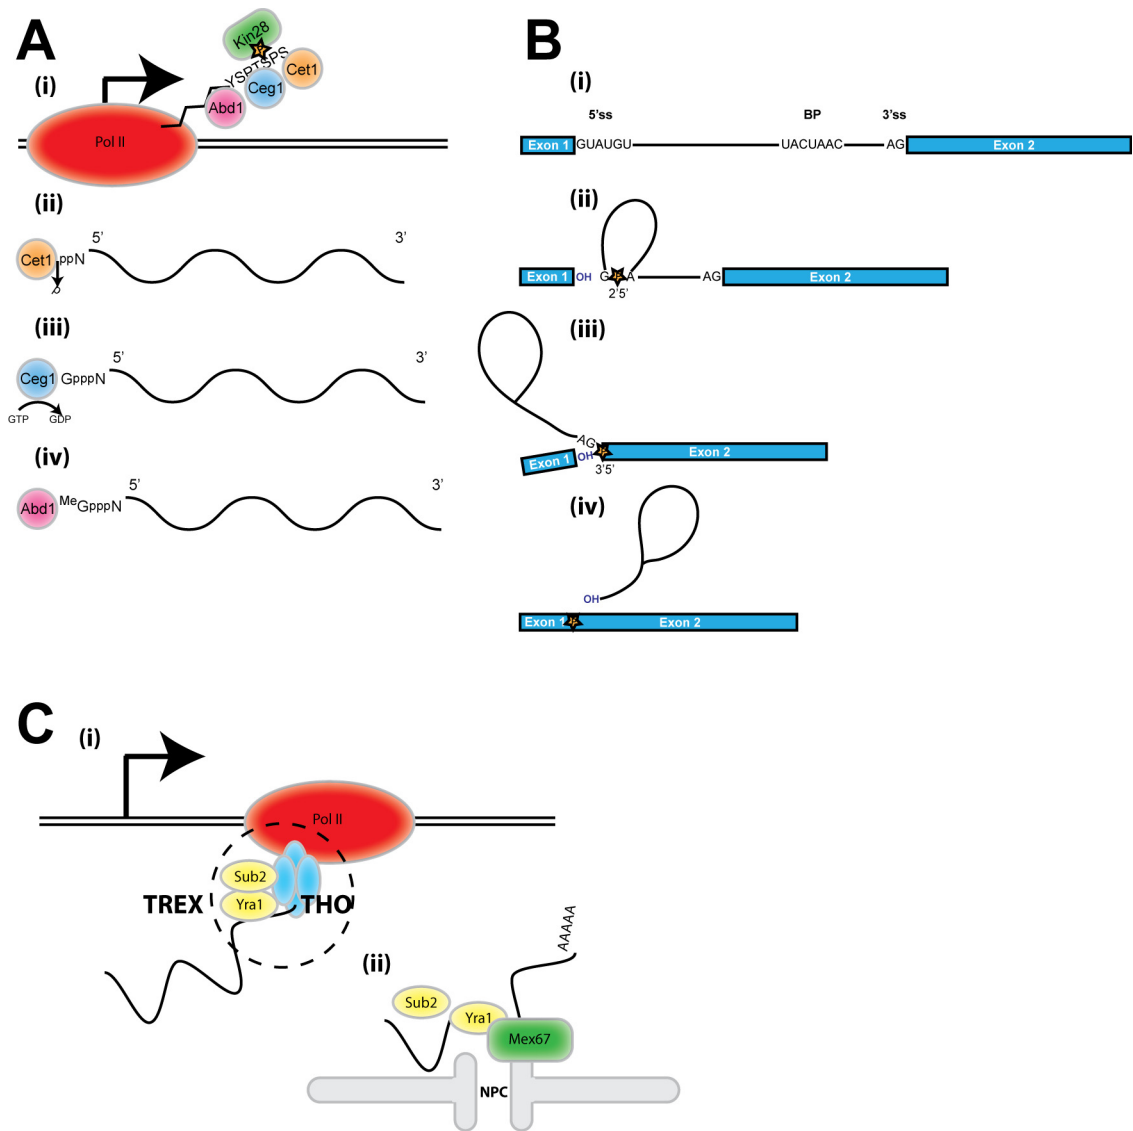 A
(i)
Kin28
P
YSPTSPS
Cet1
Ceg1
Abd1
Pol II
(ii)
5’
3’
Cet1
ppN
P
(iii)
5’
3’
Ceg1
GpppN
GTP
GDP
(iv)
5’
3’
Abd1
MeGpppN
B
(i)
5’ss
BP
3’ss
Exon 1
GUAUGU
UACUAAC
AG
Exon 2
(ii)
Exon 1
OH
G
P
A
AG
Exon 2
2’5’
(iii)
AG
Exon 1
OH
P
Exon 2
3’5’
(iv)
OH
Exon 1
P
Exon 2
C
(i)
Pol II
Sub2
TREX
Yra1
THO
AAAAA
(ii)
Sub2
Yra1
Mex67
NPC